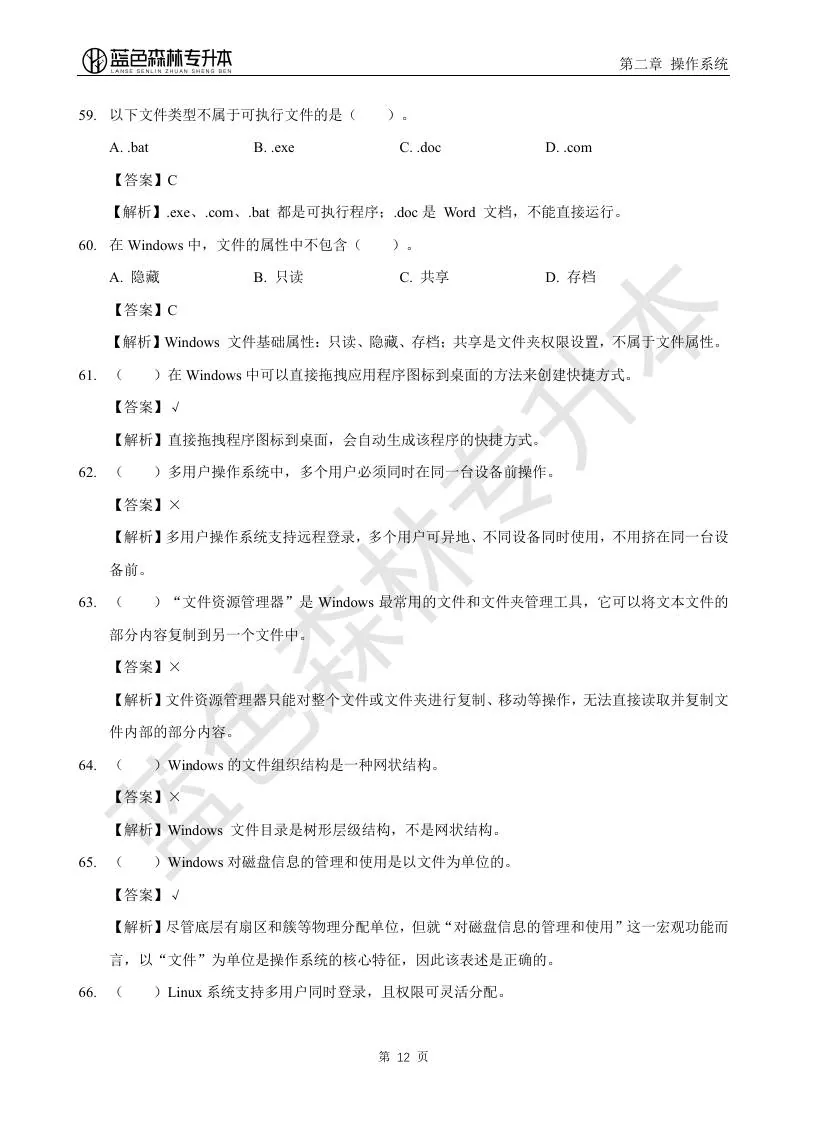 蓝色森林专升本
LANSE SENLIN ZHUAN SHENG BEN
第二章 操作系统
59. 以下文件类型不属于可执行文件的是（  ）。
A. .bat B. .exe C. .doc D. .com
【答案】C
【解析】.exe、.com、.bat 都是可执行程序；.doc 是 Word 文档，不能直接运行。
60. 在 Windows 中，文件的属性中不包含（  ）。
A. 隐藏 B. 只读 C. 共享 D. 存档
【答案】C
【解析】Windows 文件基础属性：只读、隐藏、存档；共享是文件夹权限设置，不属于文件属性。
61. （  ）在 Windows 中可以直接拖拽应用程序图标到桌面的方法来创建快捷方式。
【答案】√
【解析】直接拖拽程序图标到桌面，会自动生成该程序的快捷方式。
62. （  ）多用户操作系统中，多个用户必须同时在同一台设备前操作。
【答案】×
【解析】多用户操作系统支持远程登录，多个用户可异地、不同设备同时使用，不用挤在同一台设
备前。
63. （  ）“文件资源管理器”是 Windows 最常用的文件和文件夹管理工具，它可以将文本文件的
部分内容复制到另一个文件中。
【答案】×
【解析】文件资源管理器只能对整个文件或文件夹进行复制、移动等操作，无法直接读取并复制文
件内部的部分内容。
64. （  ）Windows 的文件组织结构是一种网状结构。
【答案】×
【解析】Windows 文件目录是树形层级结构，不是网状结构。
65. （  ）Windows 对磁盘信息的管理和使用是以文件为单位的。
【答案】√
【解析】尽管底层有扇区和簇等物理分配单位，但就“对磁盘信息的管理和使用”这一宏观功能而
言，以“文件”为单位是操作系统的核心特征，因此该表述是正确的。
66. （  ）Linux 系统支持多用户同时登录，且权限可灵活分配。
第 12 页
蓝色森林专升本